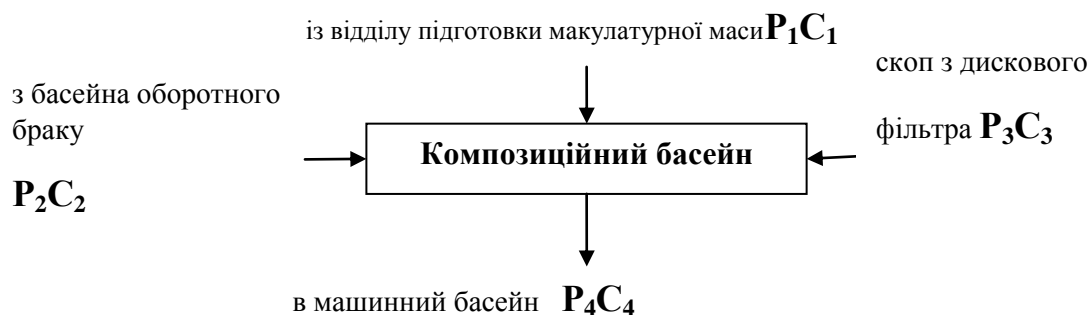 із відділу підготовки макулатурної маси P₁C₁
скоп з дискового
фільтра P₃C₃
з басейна оборотного
браку
P₂C₂
Композиційний басейн
в машинний басейн P₄C₄